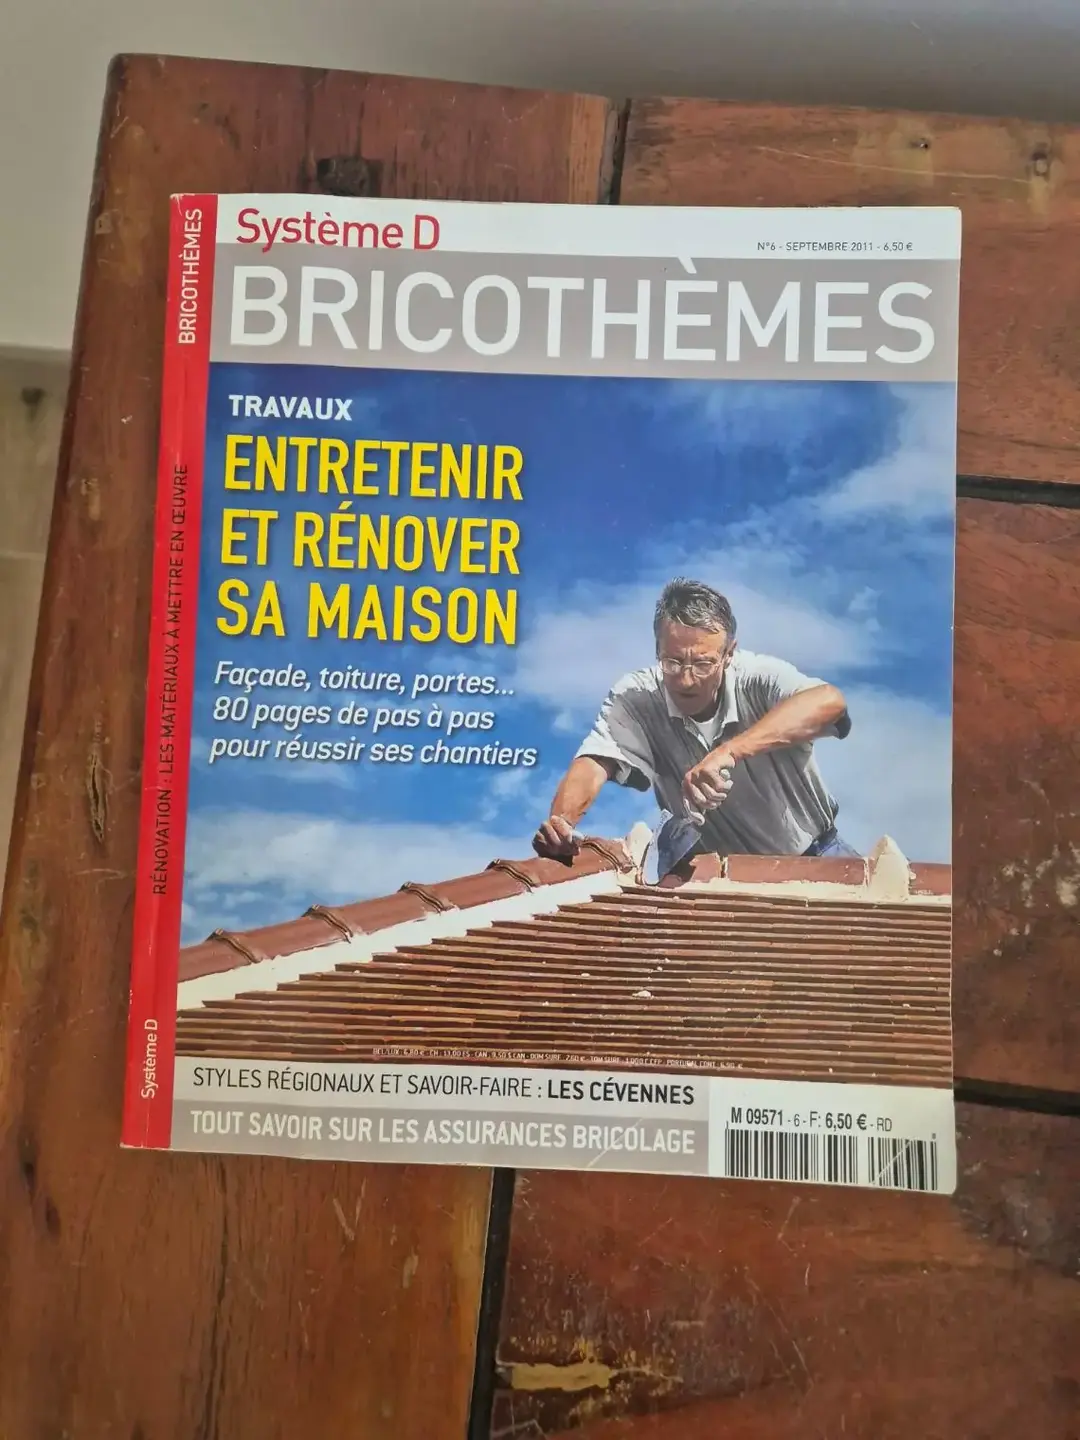 Système D
N°6 - SEPTEMBRE 2011 - 6,50 €
BRICOTHÈMES
TRAVAUX
ENTRETENIR
ET RÉNOVER
SA MAISON
Façade, toiture, portes...
80 pages de pas à pas
pour réussir ses chantiers
STYLES RÉGIONAUX ET SAVOIR-FAIRE : LES CÉVENNES
TOUT SAVOIR SUR LES ASSURANCES BRICOLAGE
M 09571 - 6 - F: 6,50 € - RD
BRICOTHÈMES
RÉNOVATION : LES MATÉRIAUX À METTRE EN ŒUVRE
Système D